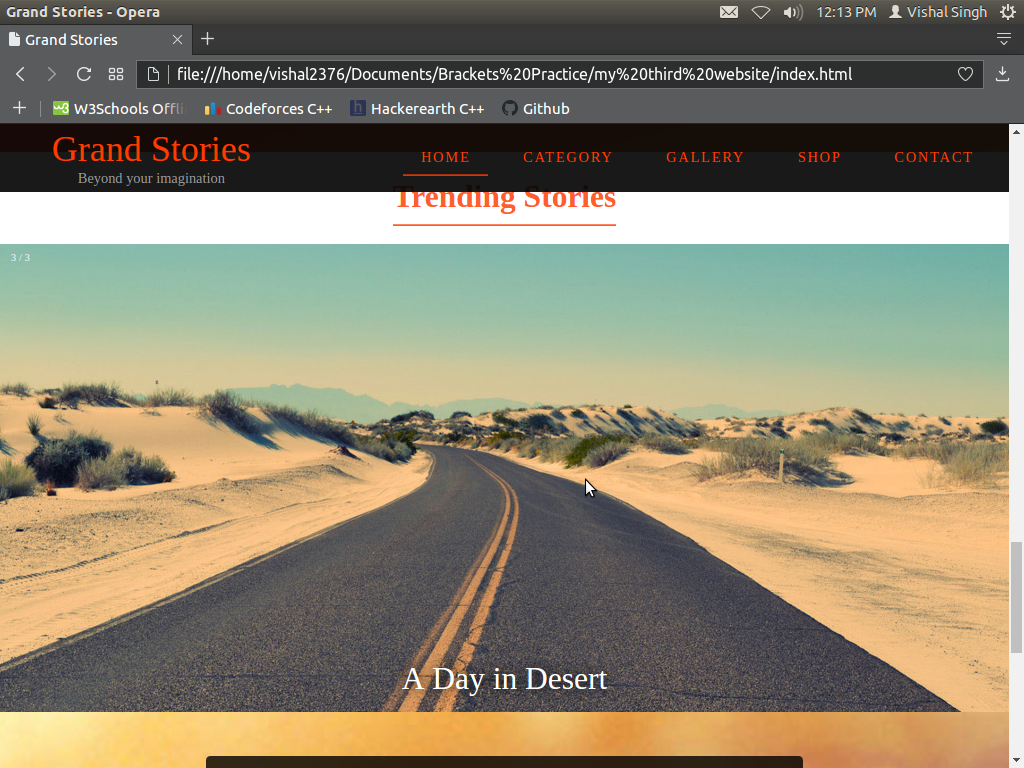 Grand Stories - Opera
12:13 PM Vishal Singh
Grand Stories
file:///home/vishal2376/Documents/Brackets%20Practice/my%20third%20website/index.html
W3Schools Offli
Codeforces C++
h Hackerearth C++
Github
Grand Stories
Beyond your imagination
HOME CATEGORY GALLERY SHOP CONTACT
Trending Stories
3 / 3
A Day in Desert